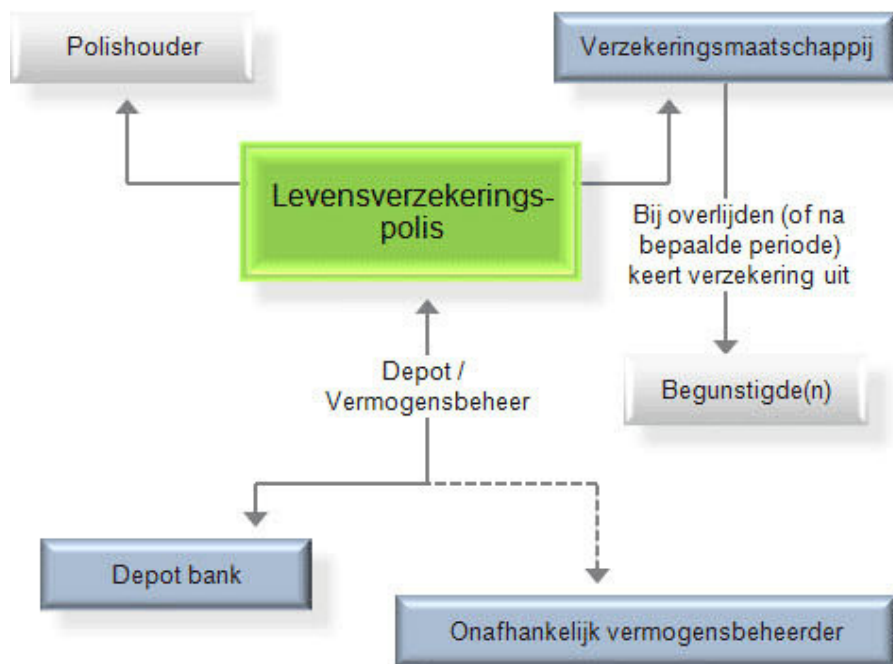 Polishouder
Verzekeringsmaatschappij
Levensverzekerings-
polis
Bij overlijden (of na
bepaalde periode)
keert verzekering uit
Depot /
Vermogensbeheer
Begunstigde(n)
Depot bank
Onafhankelijk vermogensbeheerder